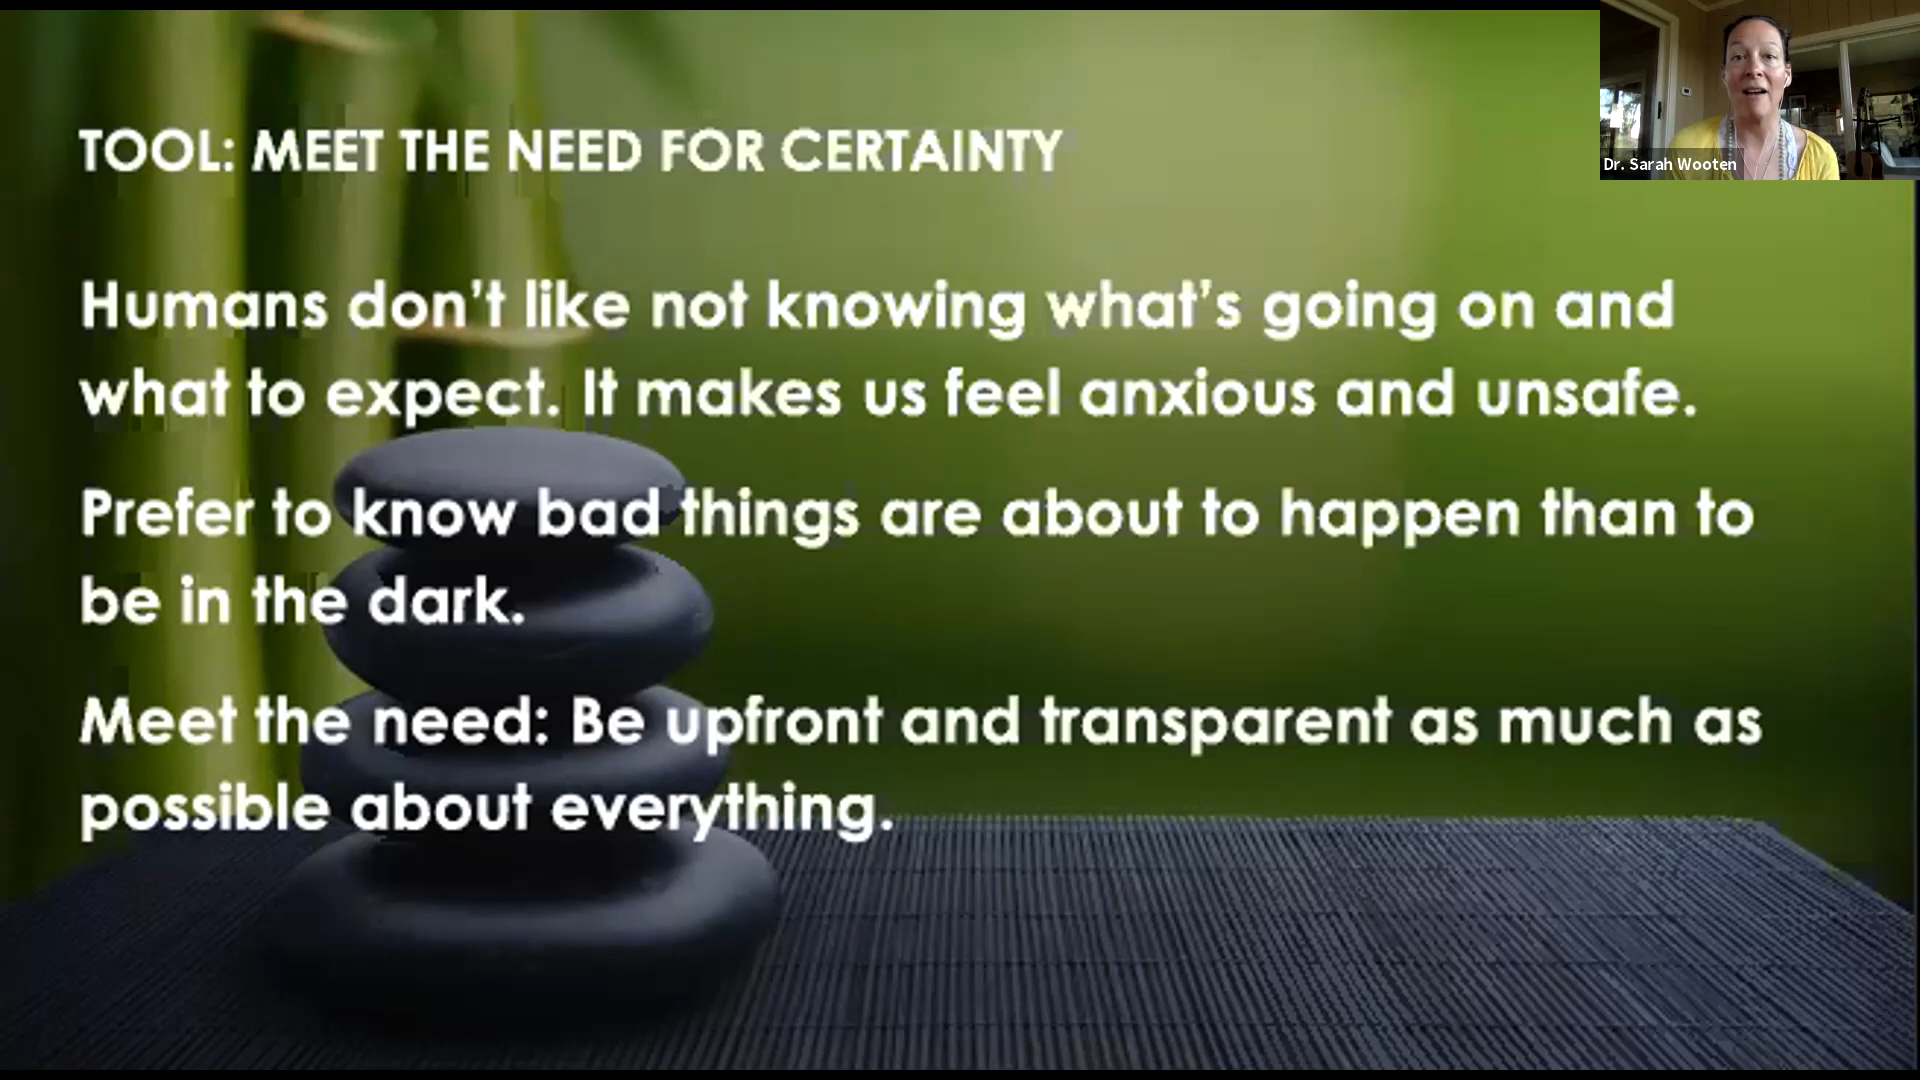 Dr. Sarah Wooten
TOOL: MEET THE NEED FOR CERTAINTY
Humans don’t like not knowing what’s going on and
what to expect. It makes us feel anxious and unsafe.
Prefer to know bad things are about to happen than to
be in the dark.
Meet the need: Be upfront and transparent as much as
possible about everything.